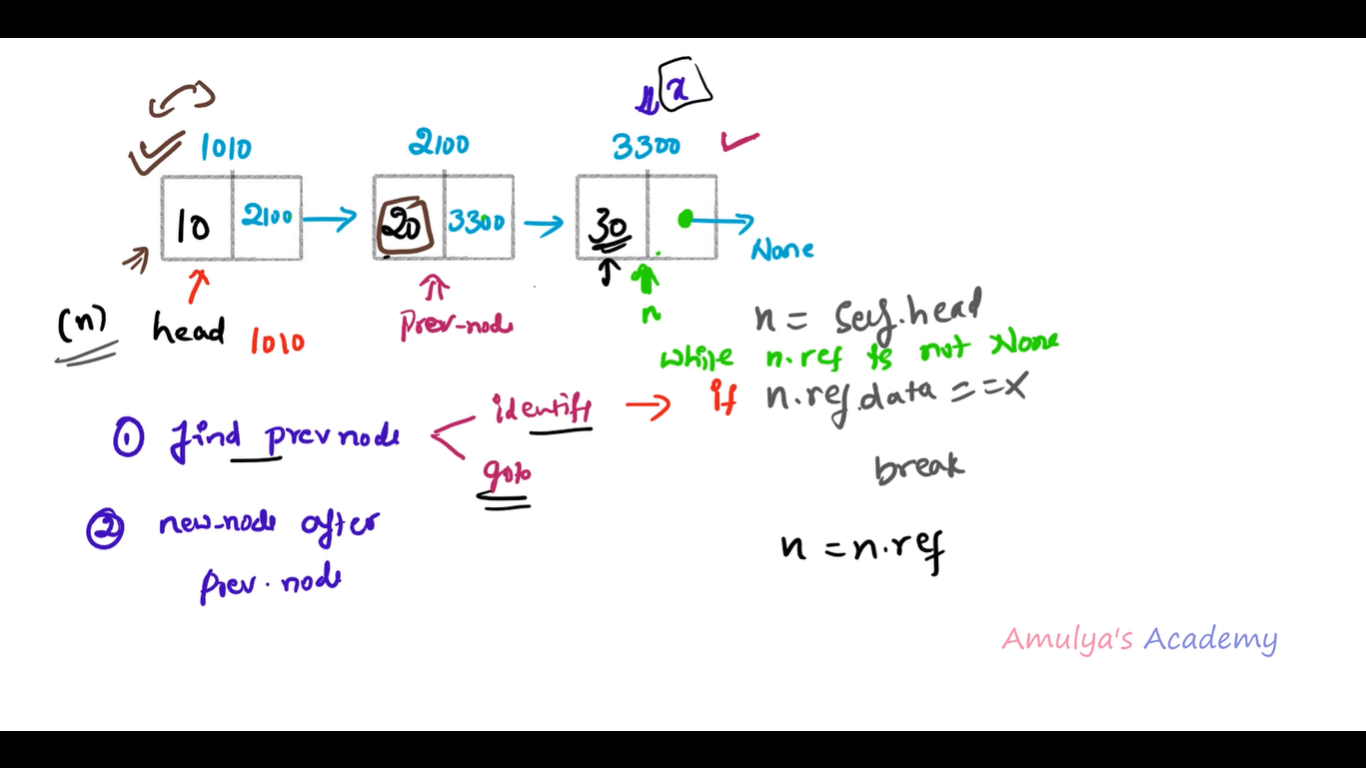 x
1010
2100
3300
10 2100
20 3300
30
None
(n) head 1010
Prev-node
n
n = self.head
while n.ref is not None
① find prev node
identify
if n.ref.data == x
goto
break
② new-node after
prev. node
n = n.ref
Amulya's Academy